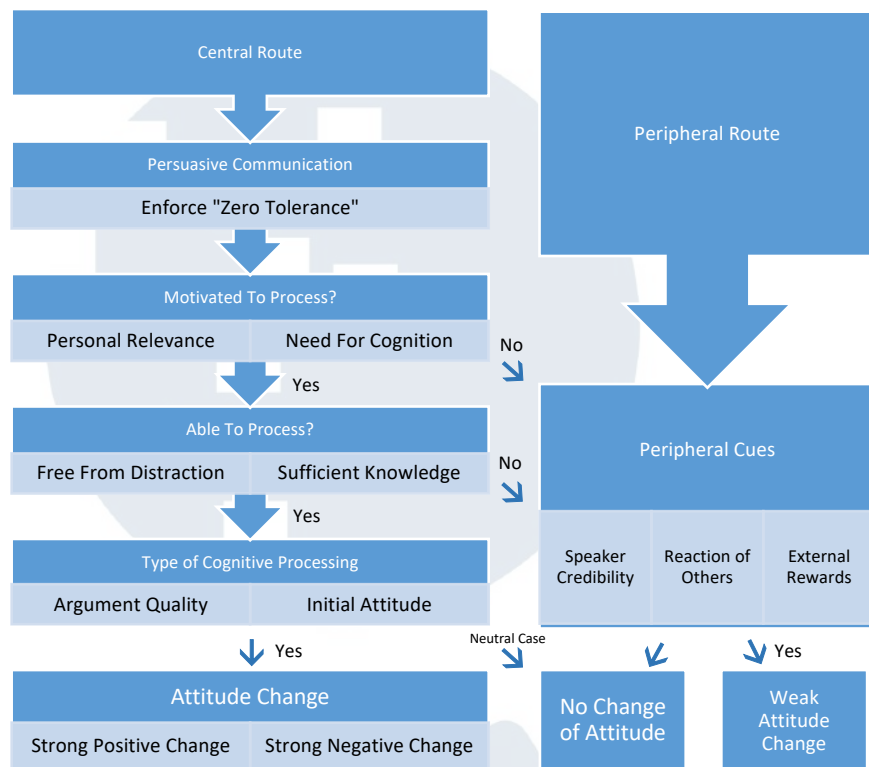 Central Route
Persuasive Communication
Enforce "Zero Tolerance"
Motivated To Process?
Personal Relevance
Need For Cognition
No
Yes
Able To Process?
Free From Distraction
Sufficient Knowledge
No
Yes
Type of Cognitive Processing
Argument Quality
Initial Attitude
Yes
Neutral Case
Attitude Change
Strong Positive Change
Strong Negative Change
Peripheral Route
Peripheral Cues
Speaker
Credibility
Reaction of
Others
External
Rewards
Yes
No Change
of Attitude
Weak
Attitude
Change